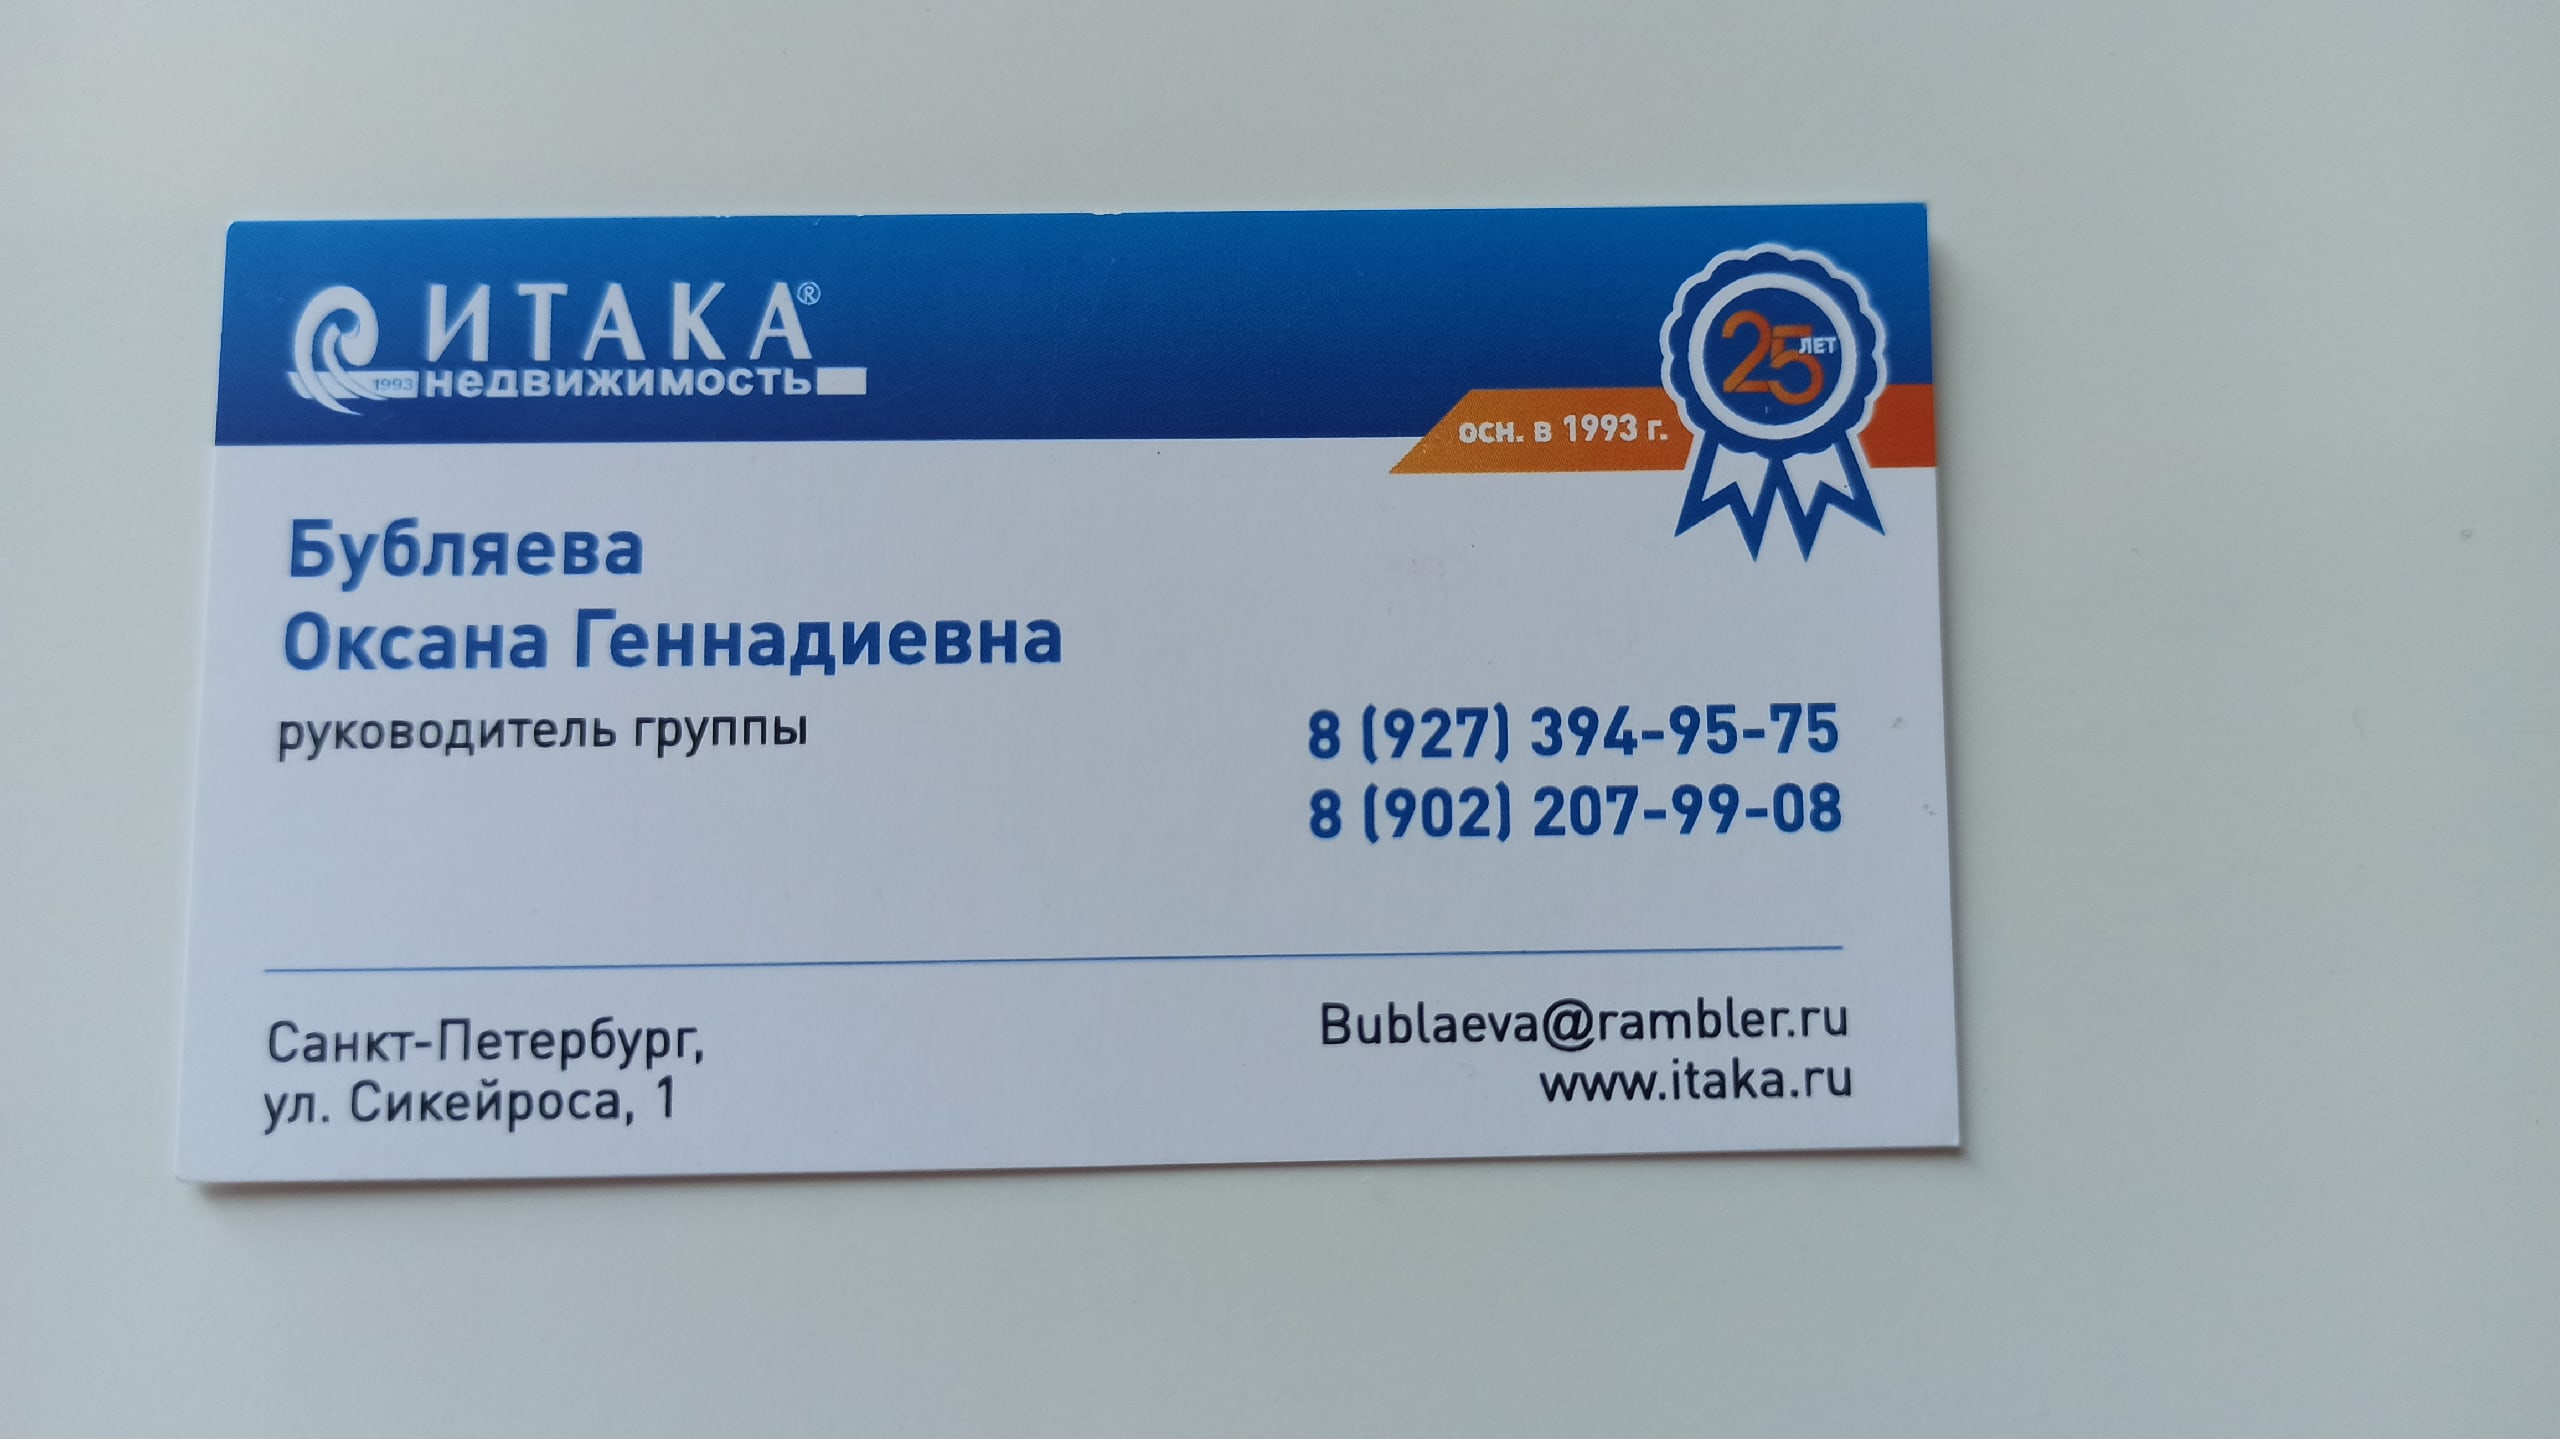 ИТАКА®
1993 недвижимость
25 лет
осн. в 1993 г.
Бубляева
Оксана Геннадиевна
руководитель группы
8 (927) 394-95-75
8 (902) 207-99-08
Санкт-Петербург,
ул. Сикейроса, 1
Bublaeva@rambler.ru
www.itaka.ru